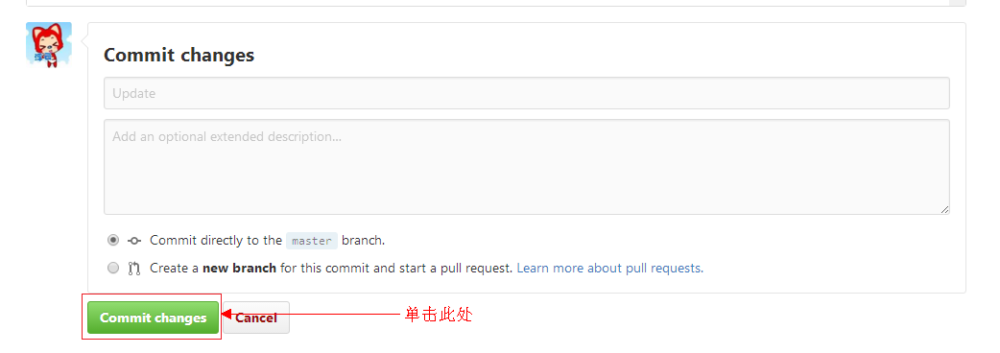 Commit changes
Update
Add an optional extended description...
Commit directly to the master branch.
Create a new branch for this commit and start a pull request. Learn more about pull requests.
Commit changes Cancel 单击此处